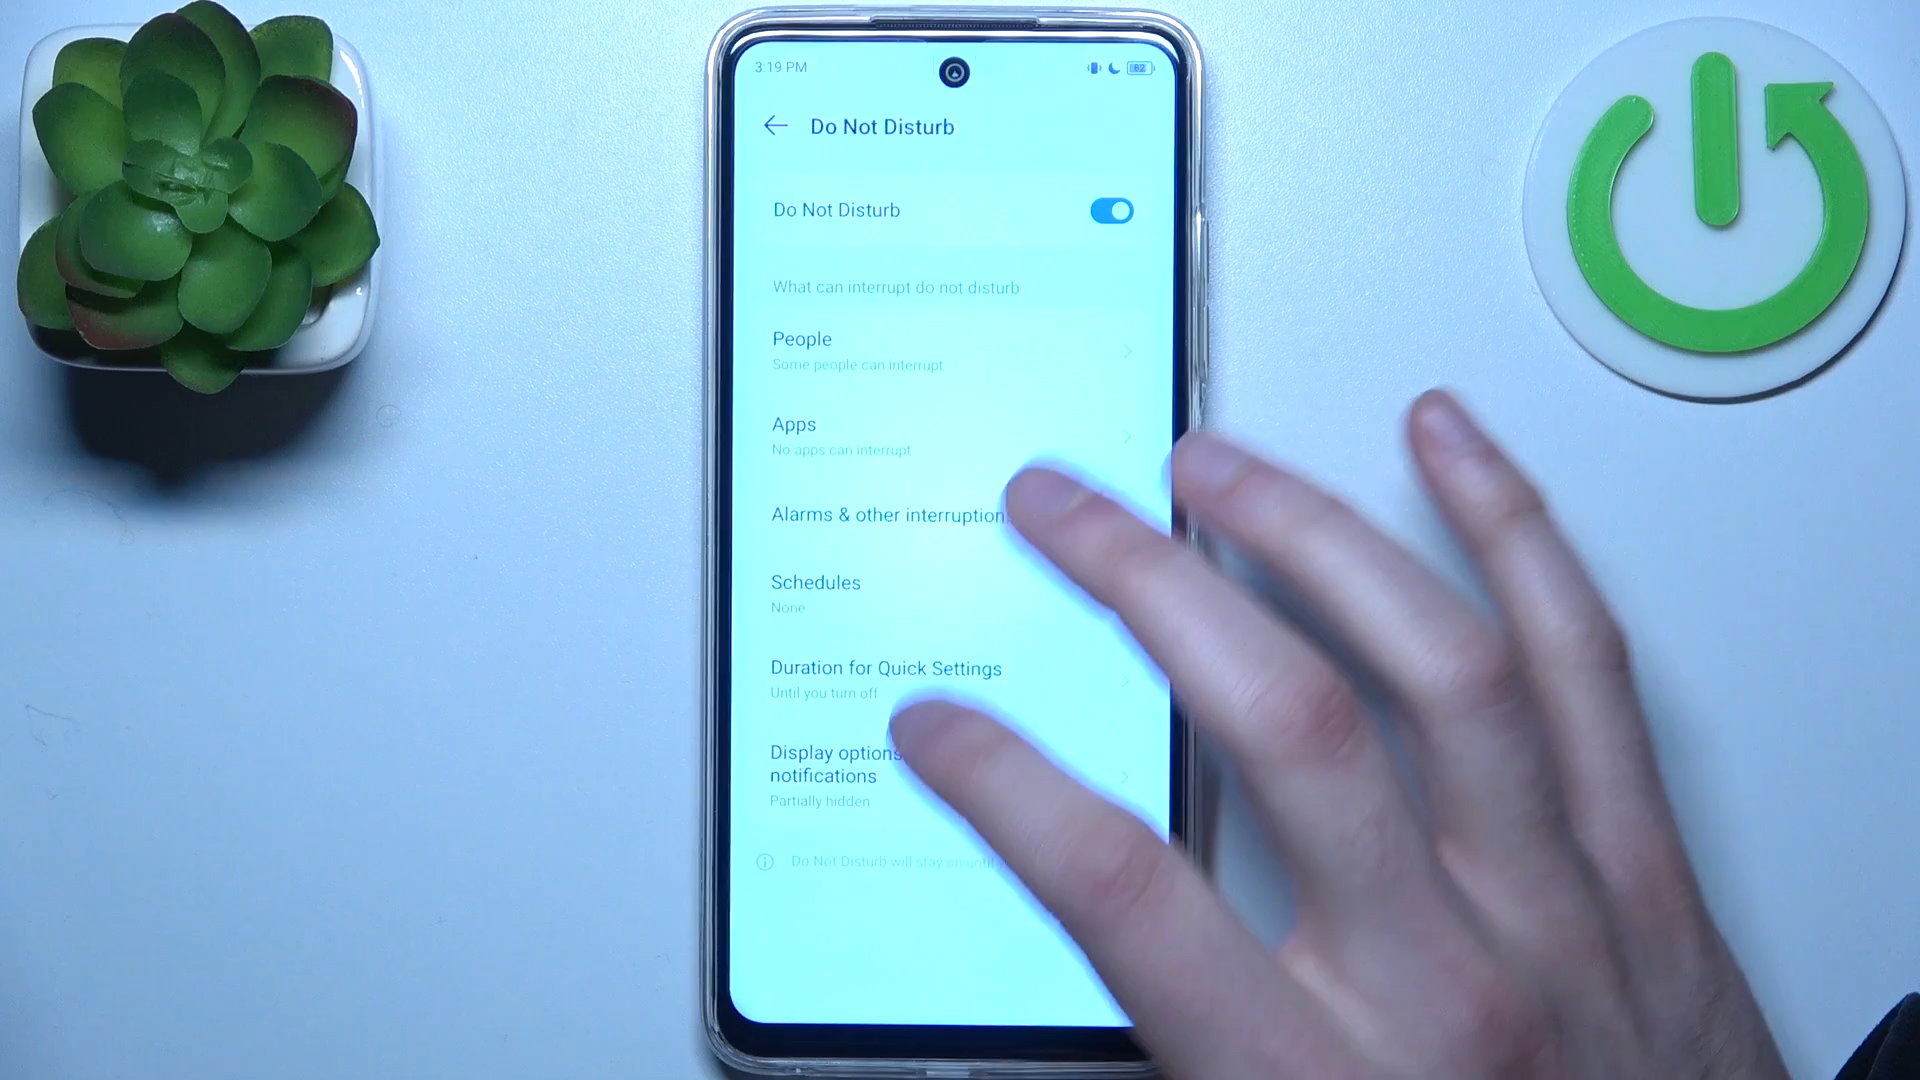 3:19 PM
82
Do Not Disturb
Do Not Disturb
What can interrupt do not disturb
People
Some people can interrupt
Apps
No apps can interrupt
Alarms & other interruption
Schedules
None
Duration for Quick Settings
Until you turn off
Display options
notifications
Partially hidden
Do Not Disturb will stay on until